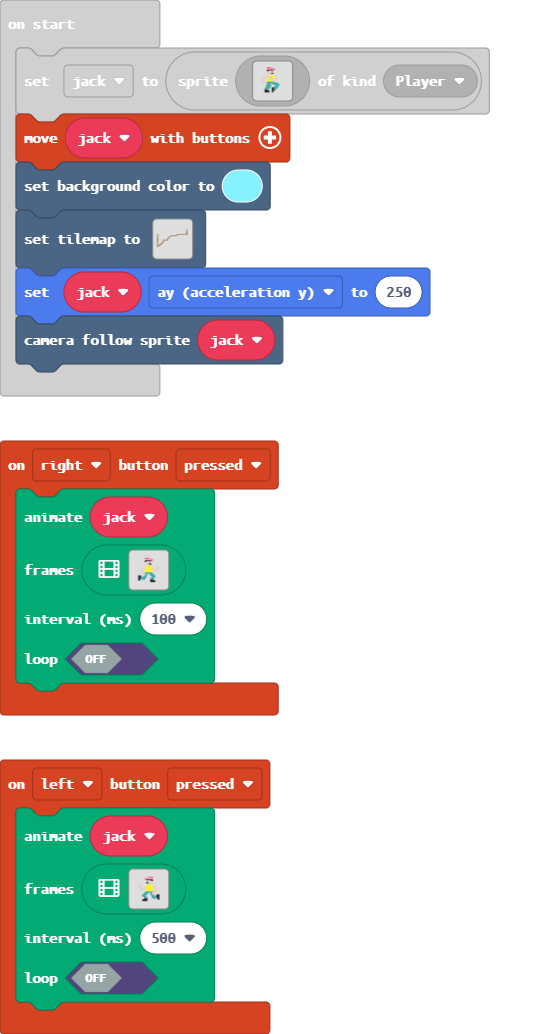 on start
set jack to sprite of kind Player
move jack with buttons
set background color to
set tilemap to
set jack ay (acceleration y) to 250
camera follow sprite jack
on right button pressed
animate jack
frames
interval (ms) 100
loop OFF
on left button pressed
animate jack
frames
interval (ms) 500
loop OFF